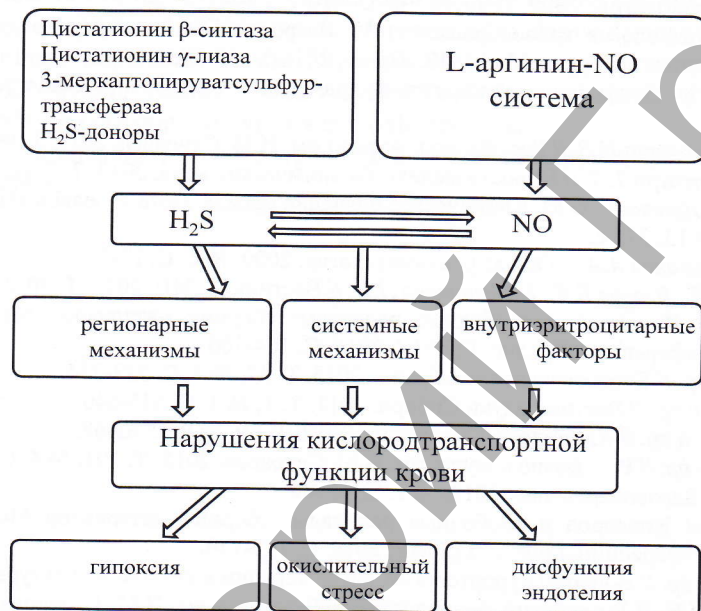 Цистатионин β-синтаза
Цистатионин γ-лиаза
3-меркаптопируватсульфур-
трансфераза
H₂S-доноры
L-аргинин-NO
система
H₂S
NO
регионарные
механизмы
системные
механизмы
внутриэритроцитарные
факторы
Нарушения кислородтранспортной
функции крови
гипоксия
окислительный
стресс
дисфункция
эндотелия